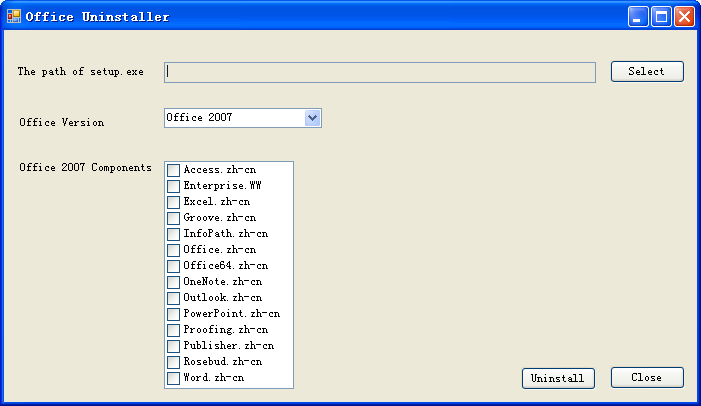 Office Uninstaller
The path of setup.exe
Select
Office Version
Office 2007
Office 2007 Components
Access.zh-cn
Enterprise.WW
Excel.zh-cn
Groove.zh-cn
InfoPath.zh-cn
Office.zh-cn
Office64.zh-cn
OneNote.zh-cn
Outlook.zh-cn
PowerPoint.zh-cn
Proofing.zh-cn
Publisher.zh-cn
Rosebud.zh-cn
Word.zh-cn
Uninstall
Close